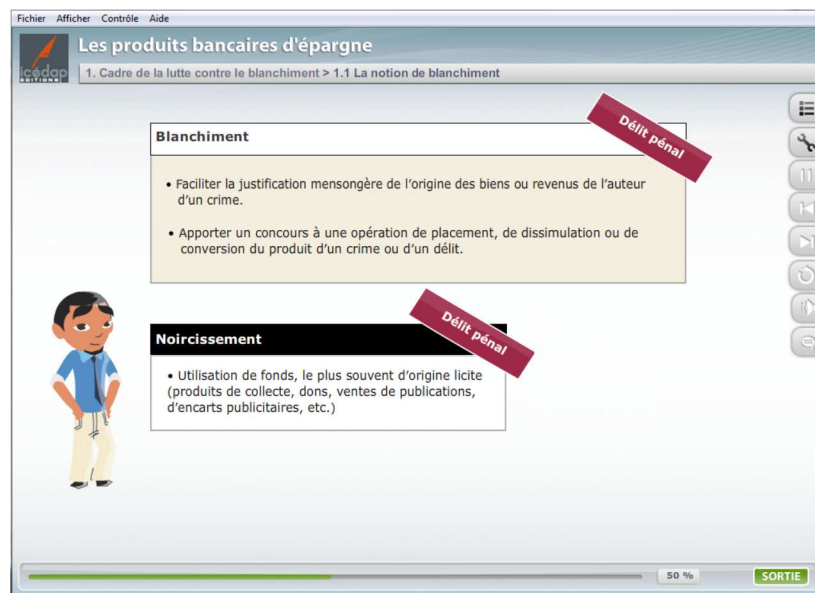 Fichier Afficher Contrôle Aide
Les produits bancaires d'épargne
icédap
EDITIONS
1. Cadre de la lutte contre le blanchiment > 1.1 La notion de blanchiment
Délit pénal
Blanchiment
• Faciliter la justification mensongère de l'origine des biens ou revenus de l'auteur
d'un crime.
• Apporter un concours à une opération de placement, de dissimulation ou de
conversion du produit d'un crime ou d'un délit.
Délit pénal
Noircissement
• Utilisation de fonds, le plus souvent d'origine licite
(produits de collecte, dons, ventes de publications,
d'encarts publicitaires, etc.)
50 %
SORTIE